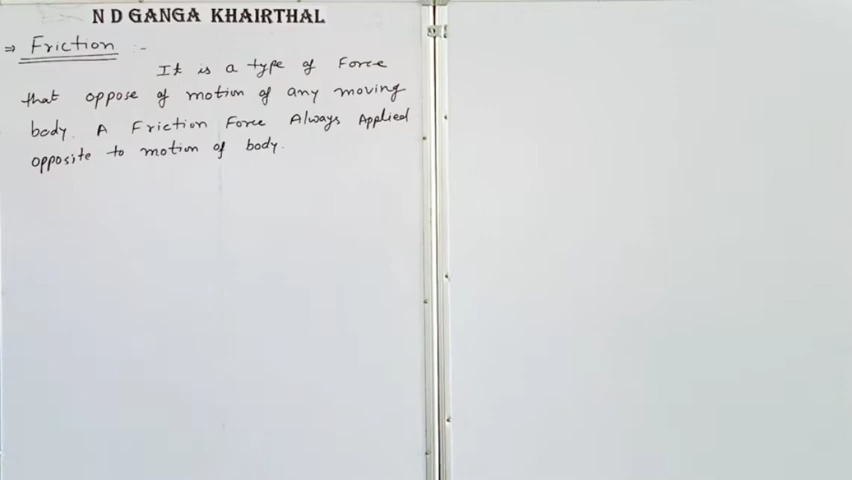 N D GANGA KHAIRTHAL
⇒ Friction :-
It is a type of Force
that oppose of motion of any moving
body. A Friction Force Always Applied
opposite to motion of body.